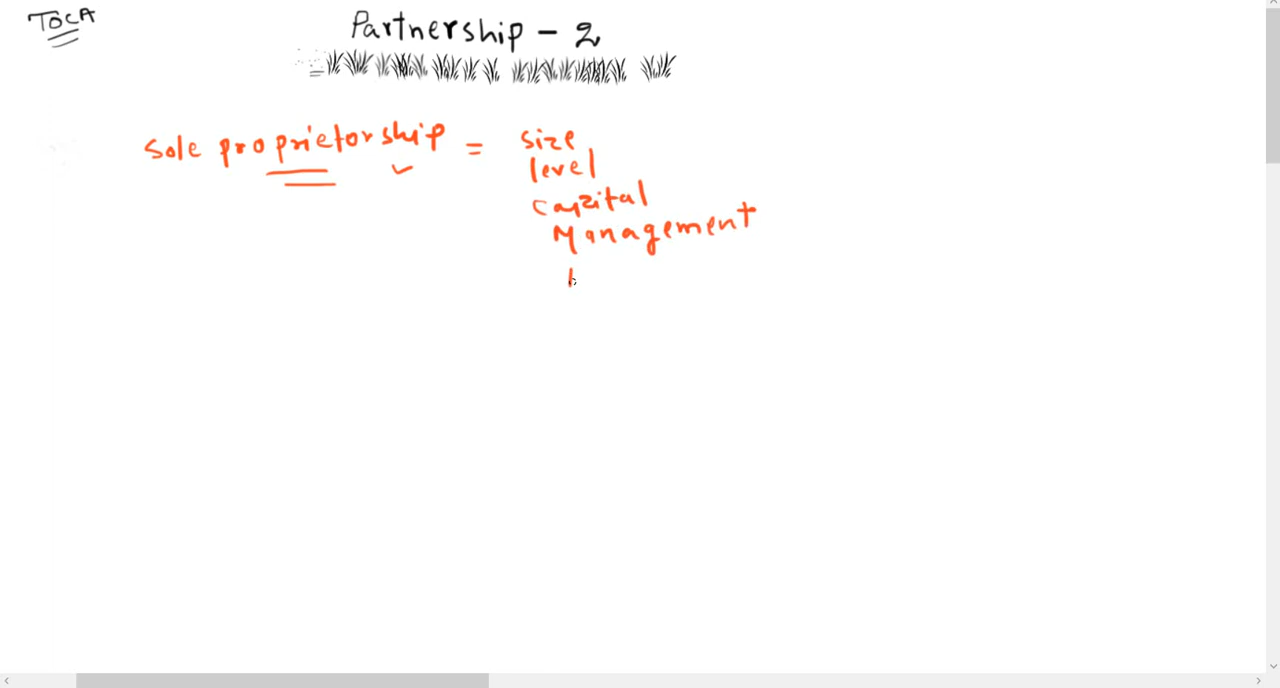 TOCA
Partnership - 2
Sole proprietorship = size
level
capital
Management